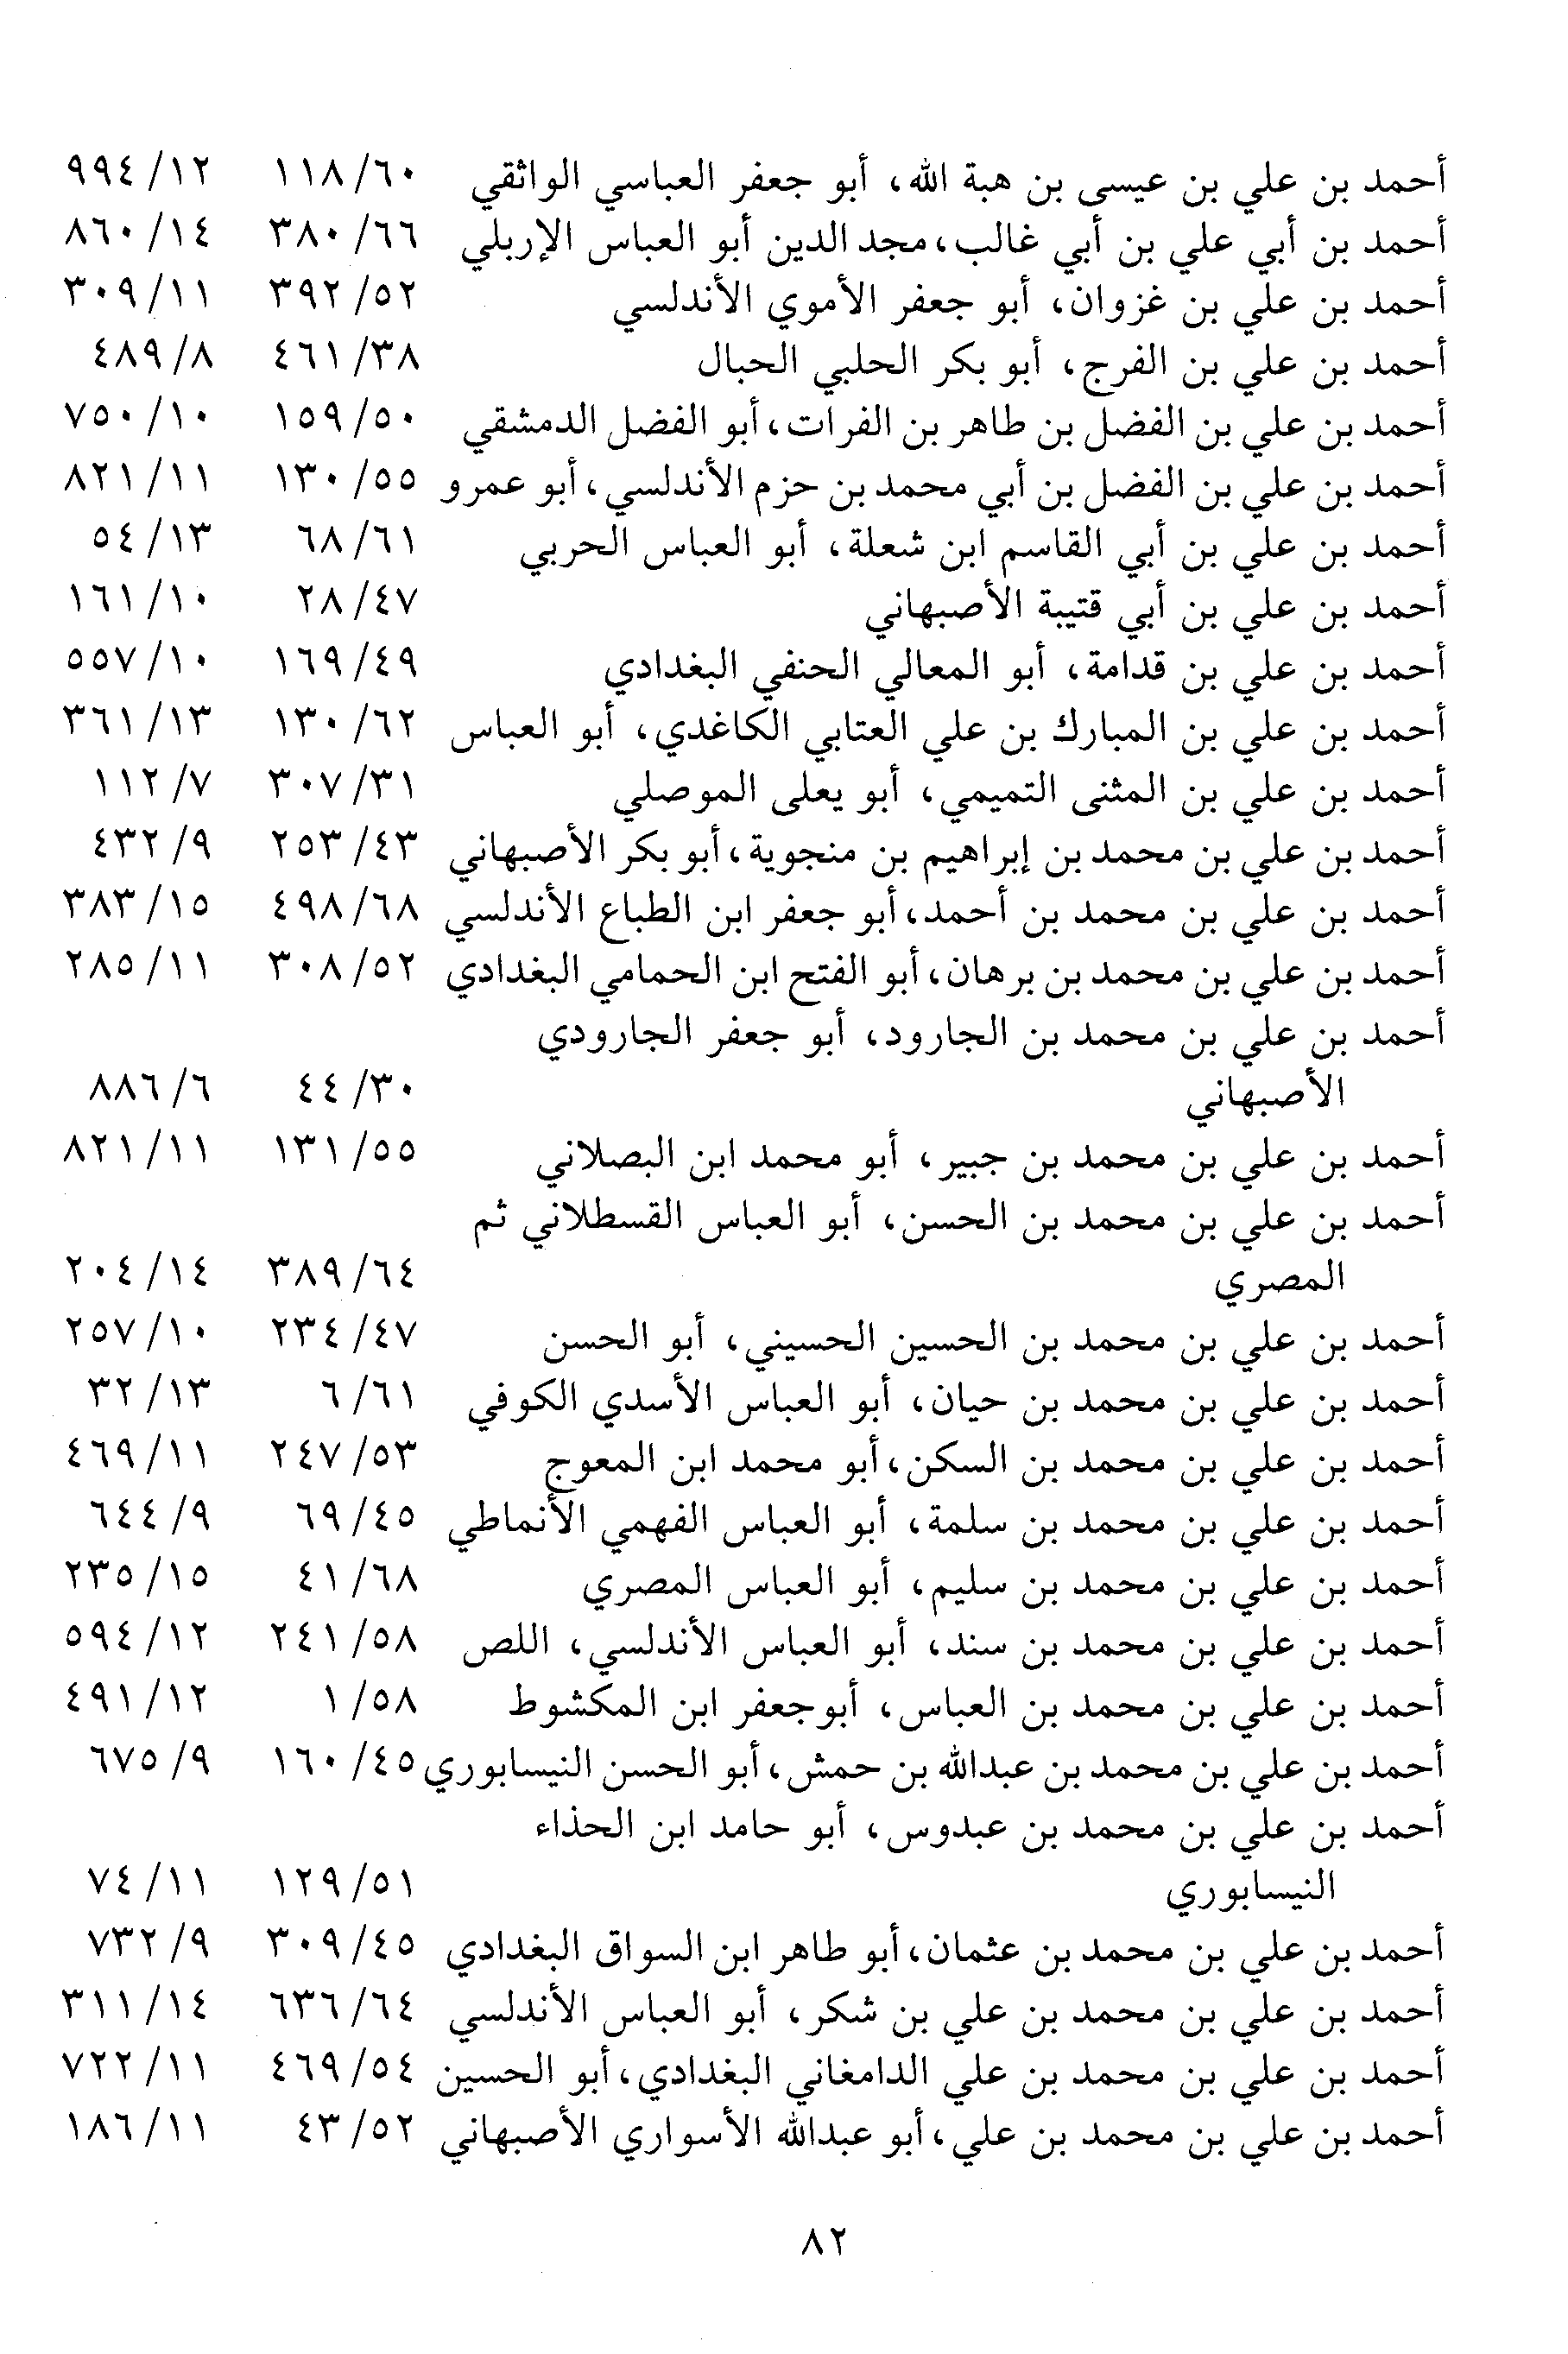 أحمد بن علي بن عيسى بن هبة الله، أبو جعفر العباسي الواثقي ٦٠/ ١١٨ ١٢/ ٩٩٤
أحمد بن أبي علي بن أبي غالب، مجد الدين أبو العباس الإربلي ٦٦/ ٣٨٠ ١٤/ ٨٦٠
أحمد بن علي بن غزوان، أبو جعفر الأموي الأندلسي ٥٢/ ٣٩٢ ١١/ ٣٠٩
أحمد بن علي بن الفرج، أبو بكر الحلبي الحبال ٣٨/ ٤٦١ ٨/ ٤٨٩
أحمد بن علي بن الفضل بن طاهر بن الفرات، أبو الفضل الدمشقي ٥٠/ ١٥٩ ١٠/ ٧٥٠
أحمد بن علي بن الفضل بن أبي محمد بن حزم الأندلسي، أبو عمرو ٥٥/ ١٣٠ ١١/ ٨٢١
أحمد بن علي بن أبي القاسم ابن شعلة، أبو العباس الحربي ٦١/ ٦٨ ١٣/ ٥٤
أحمد بن علي بن أبي قتيبة الأصبهاني ٤٧/ ٢٨ ١٠/ ١٦١
أحمد بن علي بن قدامة، أبو المعالي الحنفي البغدادي ٤٩/ ١٦٩ ١٠/ ٥٥٧
أحمد بن علي بن المبارك بن علي العتابي الكاغدي، أبو العباس ٦٢/ ١٣٠ ١٣/ ٣٦١
أحمد بن علي بن المثنى التميمي، أبو يعلى الموصلي ٣١/ ٣٠٧ ٧/ ١١٢
أحمد بن علي بن محمد بن إبراهيم بن منجوية، أبو بكر الأصبهاني ٤٣/ ٢٥٣ ٩/ ٤٣٢
أحمد بن علي بن محمد بن أحمد، أبو جعفر ابن الطباع الأندلسي ٦٨/ ٤٩٨ ١٥/ ٣٨٣
أحمد بن علي بن محمد بن برهان، أبو الفتح ابن الحمامي البغدادي ٥٢/ ٣٠٨ ١١/ ٢٨٥
أحمد بن علي بن محمد بن الجارود، أبو جعفر الجارودي
الأصبهاني ٣٠/ ٤٤ ٦/ ٨٨٦
أحمد بن علي بن محمد بن جبير، أبو محمد ابن البصلاني ٥٥/ ١٣١ ١١/ ٨٢١
أحمد بن علي بن محمد بن الحسن، أبو العباس القسطلاني ثم
المصري ٦٤/ ٣٨٩ ١٤/ ٢٠٤
أحمد بن علي بن محمد بن الحسين الحسيني، أبو الحسن ٤٧/ ٢٣٤ ١٠/ ٢٥٧
أحمد بن علي بن محمد بن حيان، أبو العباس الأسدي الكوفي ٦١/ ٦ ١٣/ ٣٢
أحمد بن علي بن محمد بن السكن، أبو محمد ابن المعوج ٥٣/ ٢٤٧ ١١/ ٤٦٩
أحمد بن علي بن محمد بن سلمة، أبو العباس الفهمي الأنماطي ٤٥/ ٦٩ ٩/ ٦٤٤
أحمد بن علي بن محمد بن سليم، أبو العباس المصري ٦٨/ ٤١ ١٥/ ٢٣٥
أحمد بن علي بن محمد بن سند، أبو العباس الأندلسي، اللص ٥٨/ ٢٤١ ١٢/ ٥٩٤
أحمد بن علي بن محمد بن العباس، أبوجعفر ابن المكشوط ٥٨/ ١ ١٢/ ٤٩١
أحمد بن علي بن محمد بن عبدالله بن حمش، أبو الحسن النيسابوري ٤٥/ ١٦٠ ٩/ ٦٧٥
أحمد بن علي بن محمد بن عبدوس، أبو حامد ابن الحذاء
النيسابوري ٥١/ ١٢٩ ١١/ ٧٤
أحمد بن علي بن محمد بن عثمان، أبو طاهر ابن السواق البغدادي ٤٥/ ٣٠٩ ٩/ ٧٣٢
أحمد بن علي بن محمد بن علي بن شكر، أبو العباس الأندلسي ٦٤/ ٦٣٦ ١٤/ ٣١١
أحمد بن علي بن محمد بن علي الدامغاني البغدادي، أبو الحسين ٥٤/ ٤٦٩ ١١/ ٧٢٢
أحمد بن علي بن محمد بن علي، أبو عبدالله الأسواري الأصبهاني ٥٢/ ٤٣ ١١/ ١٨٦
٨٢